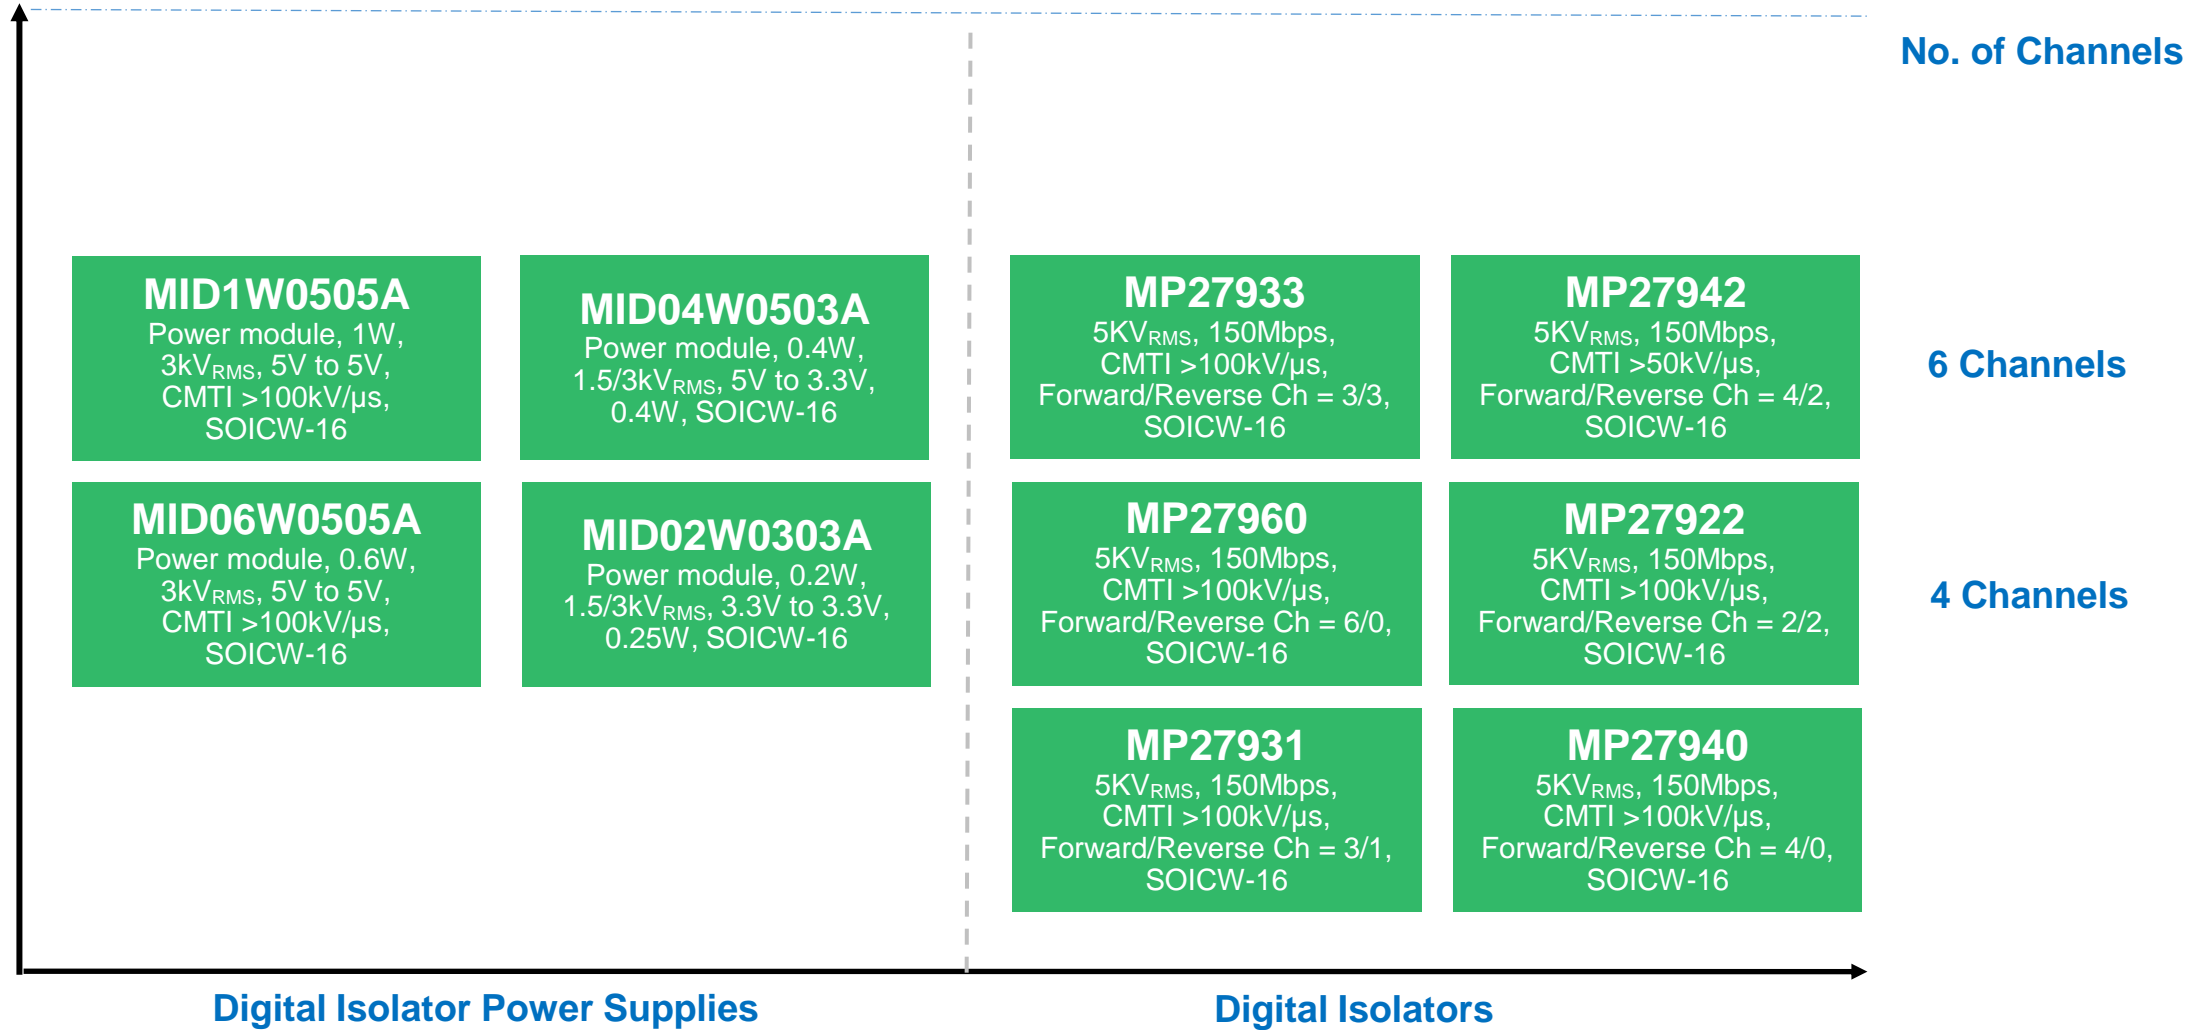 No. of Channels
MID1W0505A
Power module, 1W,
3kVRMS, 5V to 5V,
CMTI >100kV/µs,
SOICW-16
MID04W0503A
Power module, 0.4W,
1.5/3kVRMS, 5V to 3.3V,
0.4W, SOICW-16
MP27933
5KVRMS, 150Mbps,
CMTI >100kV/µs,
Forward/Reverse Ch = 3/3,
SOICW-16
MP27942
5KVRMS, 150Mbps,
CMTI >50kV/µs,
Forward/Reverse Ch = 4/2,
SOICW-16
6 Channels
MID06W0505A
Power module, 0.6W,
3kVRMS, 5V to 5V,
CMTI >100kV/µs,
SOICW-16
MID02W0303A
Power module, 0.2W,
1.5/3kVRMS, 3.3V to 3.3V,
0.25W, SOICW-16
MP27960
5KVRMS, 150Mbps,
CMTI >100kV/µs,
Forward/Reverse Ch = 6/0,
SOICW-16
MP27922
5KVRMS, 150Mbps,
CMTI >100kV/µs,
Forward/Reverse Ch = 2/2,
SOICW-16
4 Channels
MP27931
5KVRMS, 150Mbps,
CMTI >100kV/µs,
Forward/Reverse Ch = 3/1,
SOICW-16
MP27940
5KVRMS, 150Mbps,
CMTI >100kV/µs,
Forward/Reverse Ch = 4/0,
SOICW-16
Digital Isolator Power Supplies
Digital Isolators